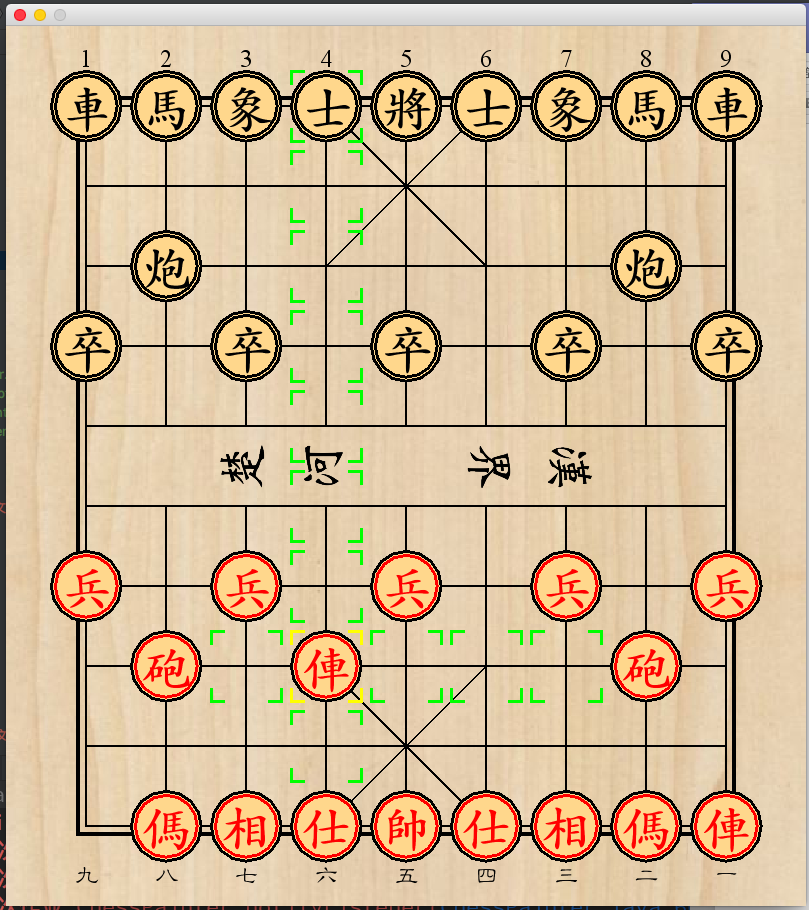 1 2 3 4 5 6 7 8 9
車 馬 象 士 將 士 象 馬 車
炮 炮
卒 卒 卒 卒 卒
楚 河 界 漢
兵 兵 兵 兵 兵
砲 俥 砲
傌 相 仕 帥 仕 相 傌 俥
九 八 七 六 五 四 三 二 一